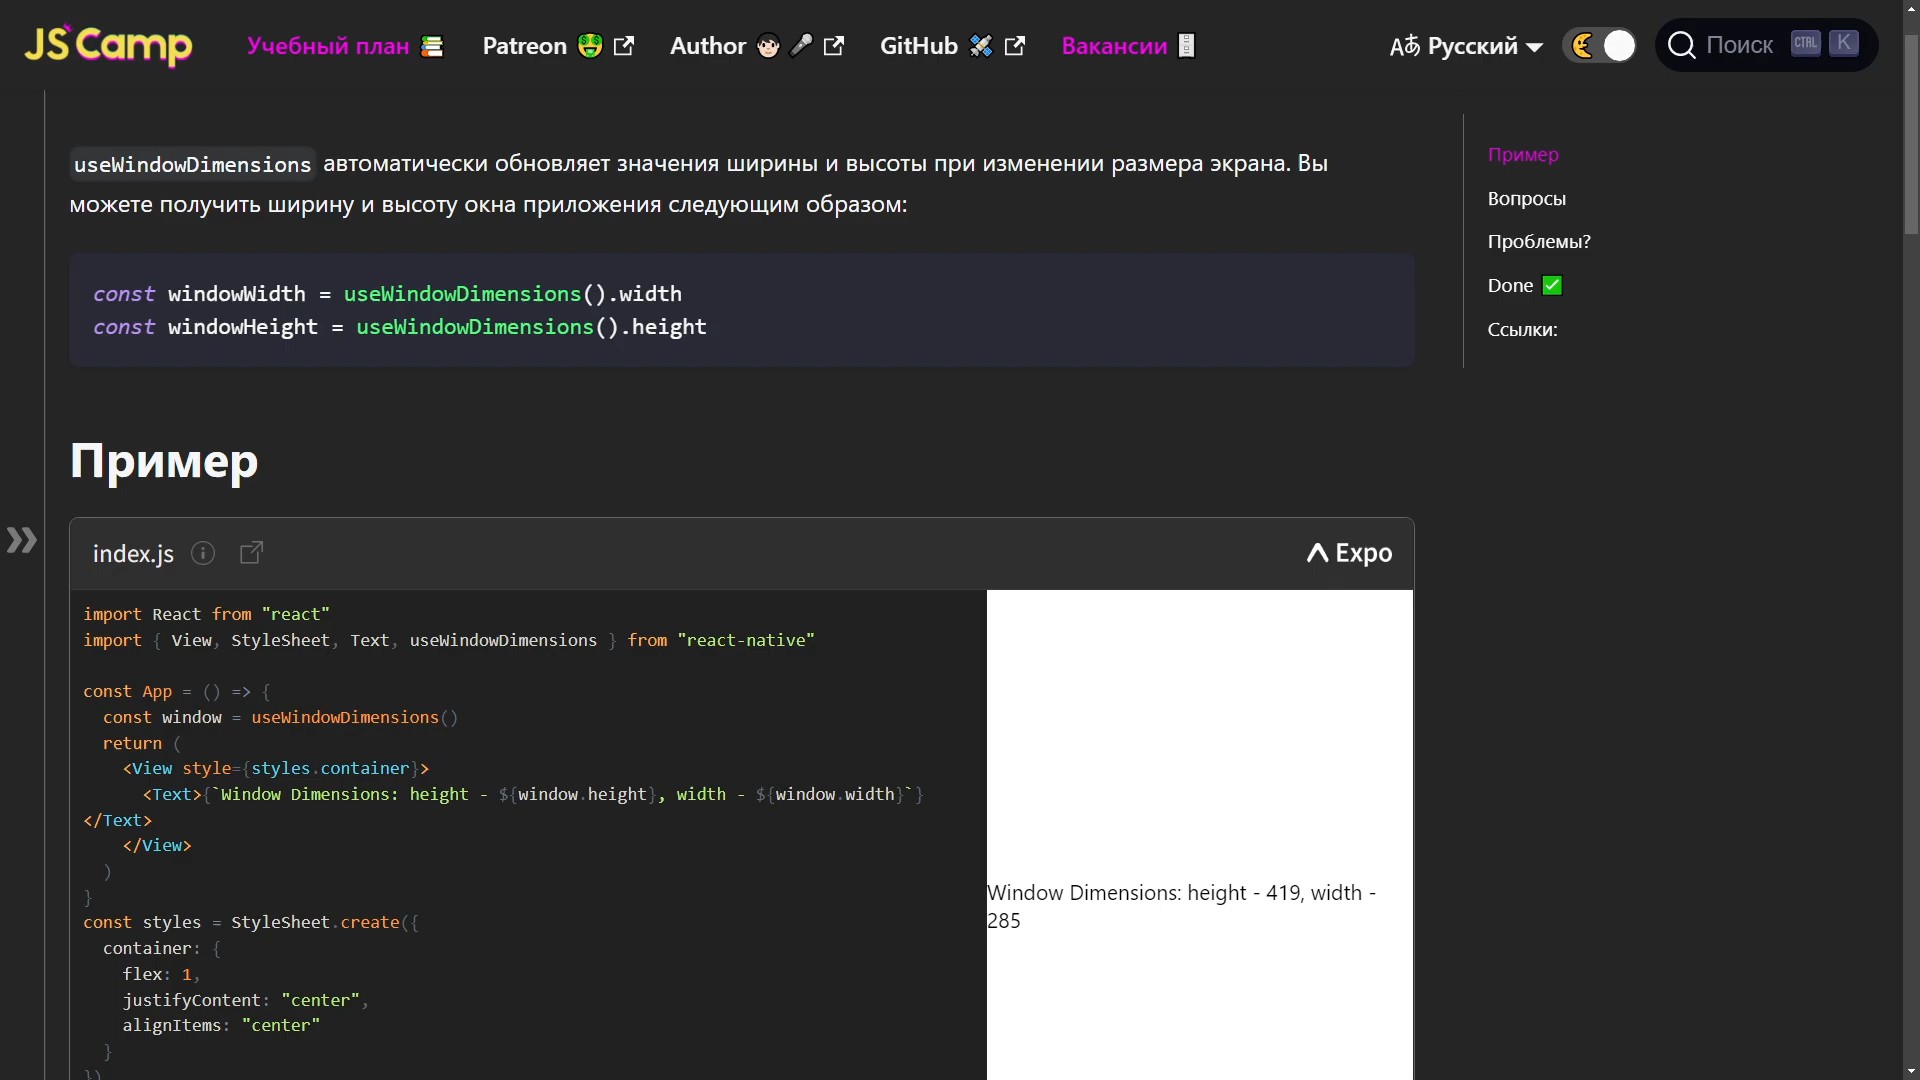 JS Camp Учебный план Patreon Author GitHub Вакансии Aあ Русский Поиск CTRL K
useWindowDimensions автоматически обновляет значения ширины и высоты при изменении размера экрана. Вы
можете получить ширину и высоту окна приложения следующим образом:
const windowWidth = useWindowDimensions().width
const windowHeight = useWindowDimensions().height
Пример
Вопросы
Проблемы?
Done ✅
Ссылки:
Пример
index.js
Expo
import React from "react"
import { View, StyleSheet, Text, useWindowDimensions } from "react-native"
const App = () => {
const window = useWindowDimensions()
return (
<View style={styles.container}>
<Text>{`Window Dimensions: height - ${window.height}, width - ${window.width}`}
</Text>
</View>
)
}
const styles = StyleSheet.create({
container: {
flex: 1,
justifyContent: "center",
alignItems: "center"
}
})
Window Dimensions: height - 419, width -
285